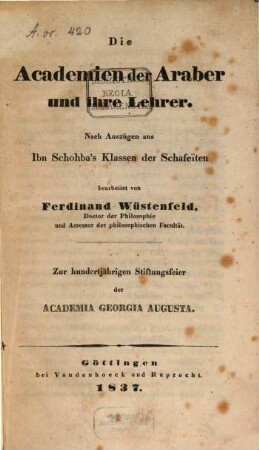 A. or. 420
Die
Academien der Araber
REGIA
und ihre Lehrer.
Nach Auszügen aus
Ibn Schohba's Klassen der Schafeïten
bearbeitet von
Ferdinand Wüstenfeld,
Doctor der Philosophie
und Assessor der philosophischen Facultät.
Zur hundertjährigen Stiftungsfeier
der
ACADEMIA GEORGIA AUGUSTA.
Göttingen
bei Vandenhoeck und Ruprecht.
1837.